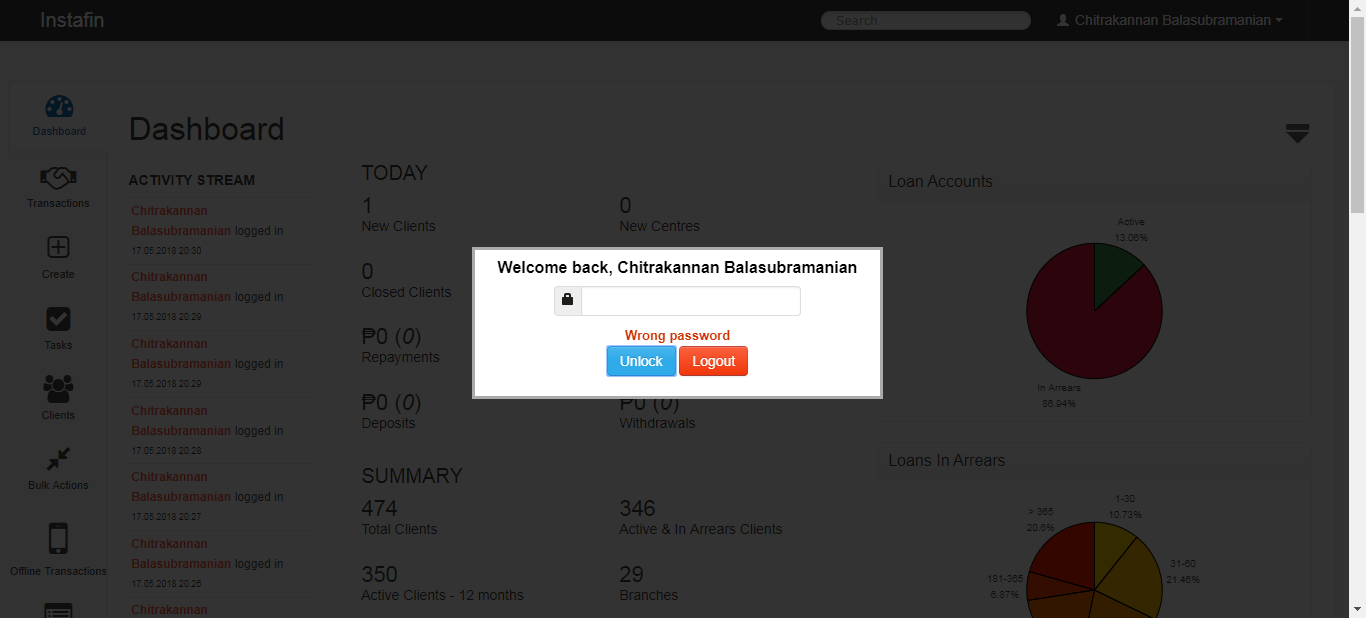 Instafin
Search
Chitrakannan Balasubramanian
Dashboard
Transactions
Create
Tasks
Clients
Bulk Actions
Offline Transactions
Dashboard
ACTIVITY STREAM
Chitrakannan
Balasubramanian logged in
17.05.2018 20:30
Chitrakannan
Balasubramanian logged in
17.05.2018 20:29
Chitrakannan
Balasubramanian logged in
17.05.2018 20:29
Chitrakannan
Balasubramanian logged in
17.05.2018 20:28
Chitrakannan
Balasubramanian logged in
17.05.2018 20:27
Chitrakannan
Balasubramanian logged in
17.05.2018 20:26
Chitrakannan
TODAY
1
New Clients
0
New Centres
0
Closed Clients
₱0 (0)
Repayments
₱0 (0)
Deposits
₱0 (0)
Withdrawals
SUMMARY
474
Total Clients
346
Active & In Arrears Clients
350
Active Clients - 12 months
29
Branches
Welcome back, Chitrakannan Balasubramanian
Wrong password
Unlock Logout
Loan Accounts
Active
13.06%
In Arrears
86.94%
Loans In Arrears
1-30
10.73%
> 365
20.6%
31-60
21.46%
181-365
6.87%